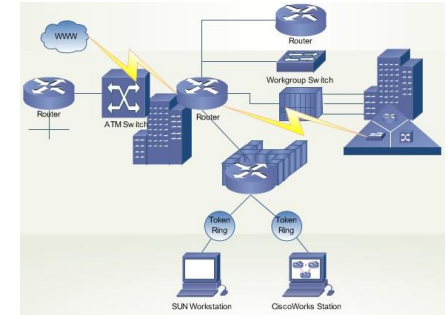 WWW
Router
Workgroup Switch
Router
ATM Switch
Router
Token
Ring
Token
Ring
SUN Workstation
CiscoWorks Station